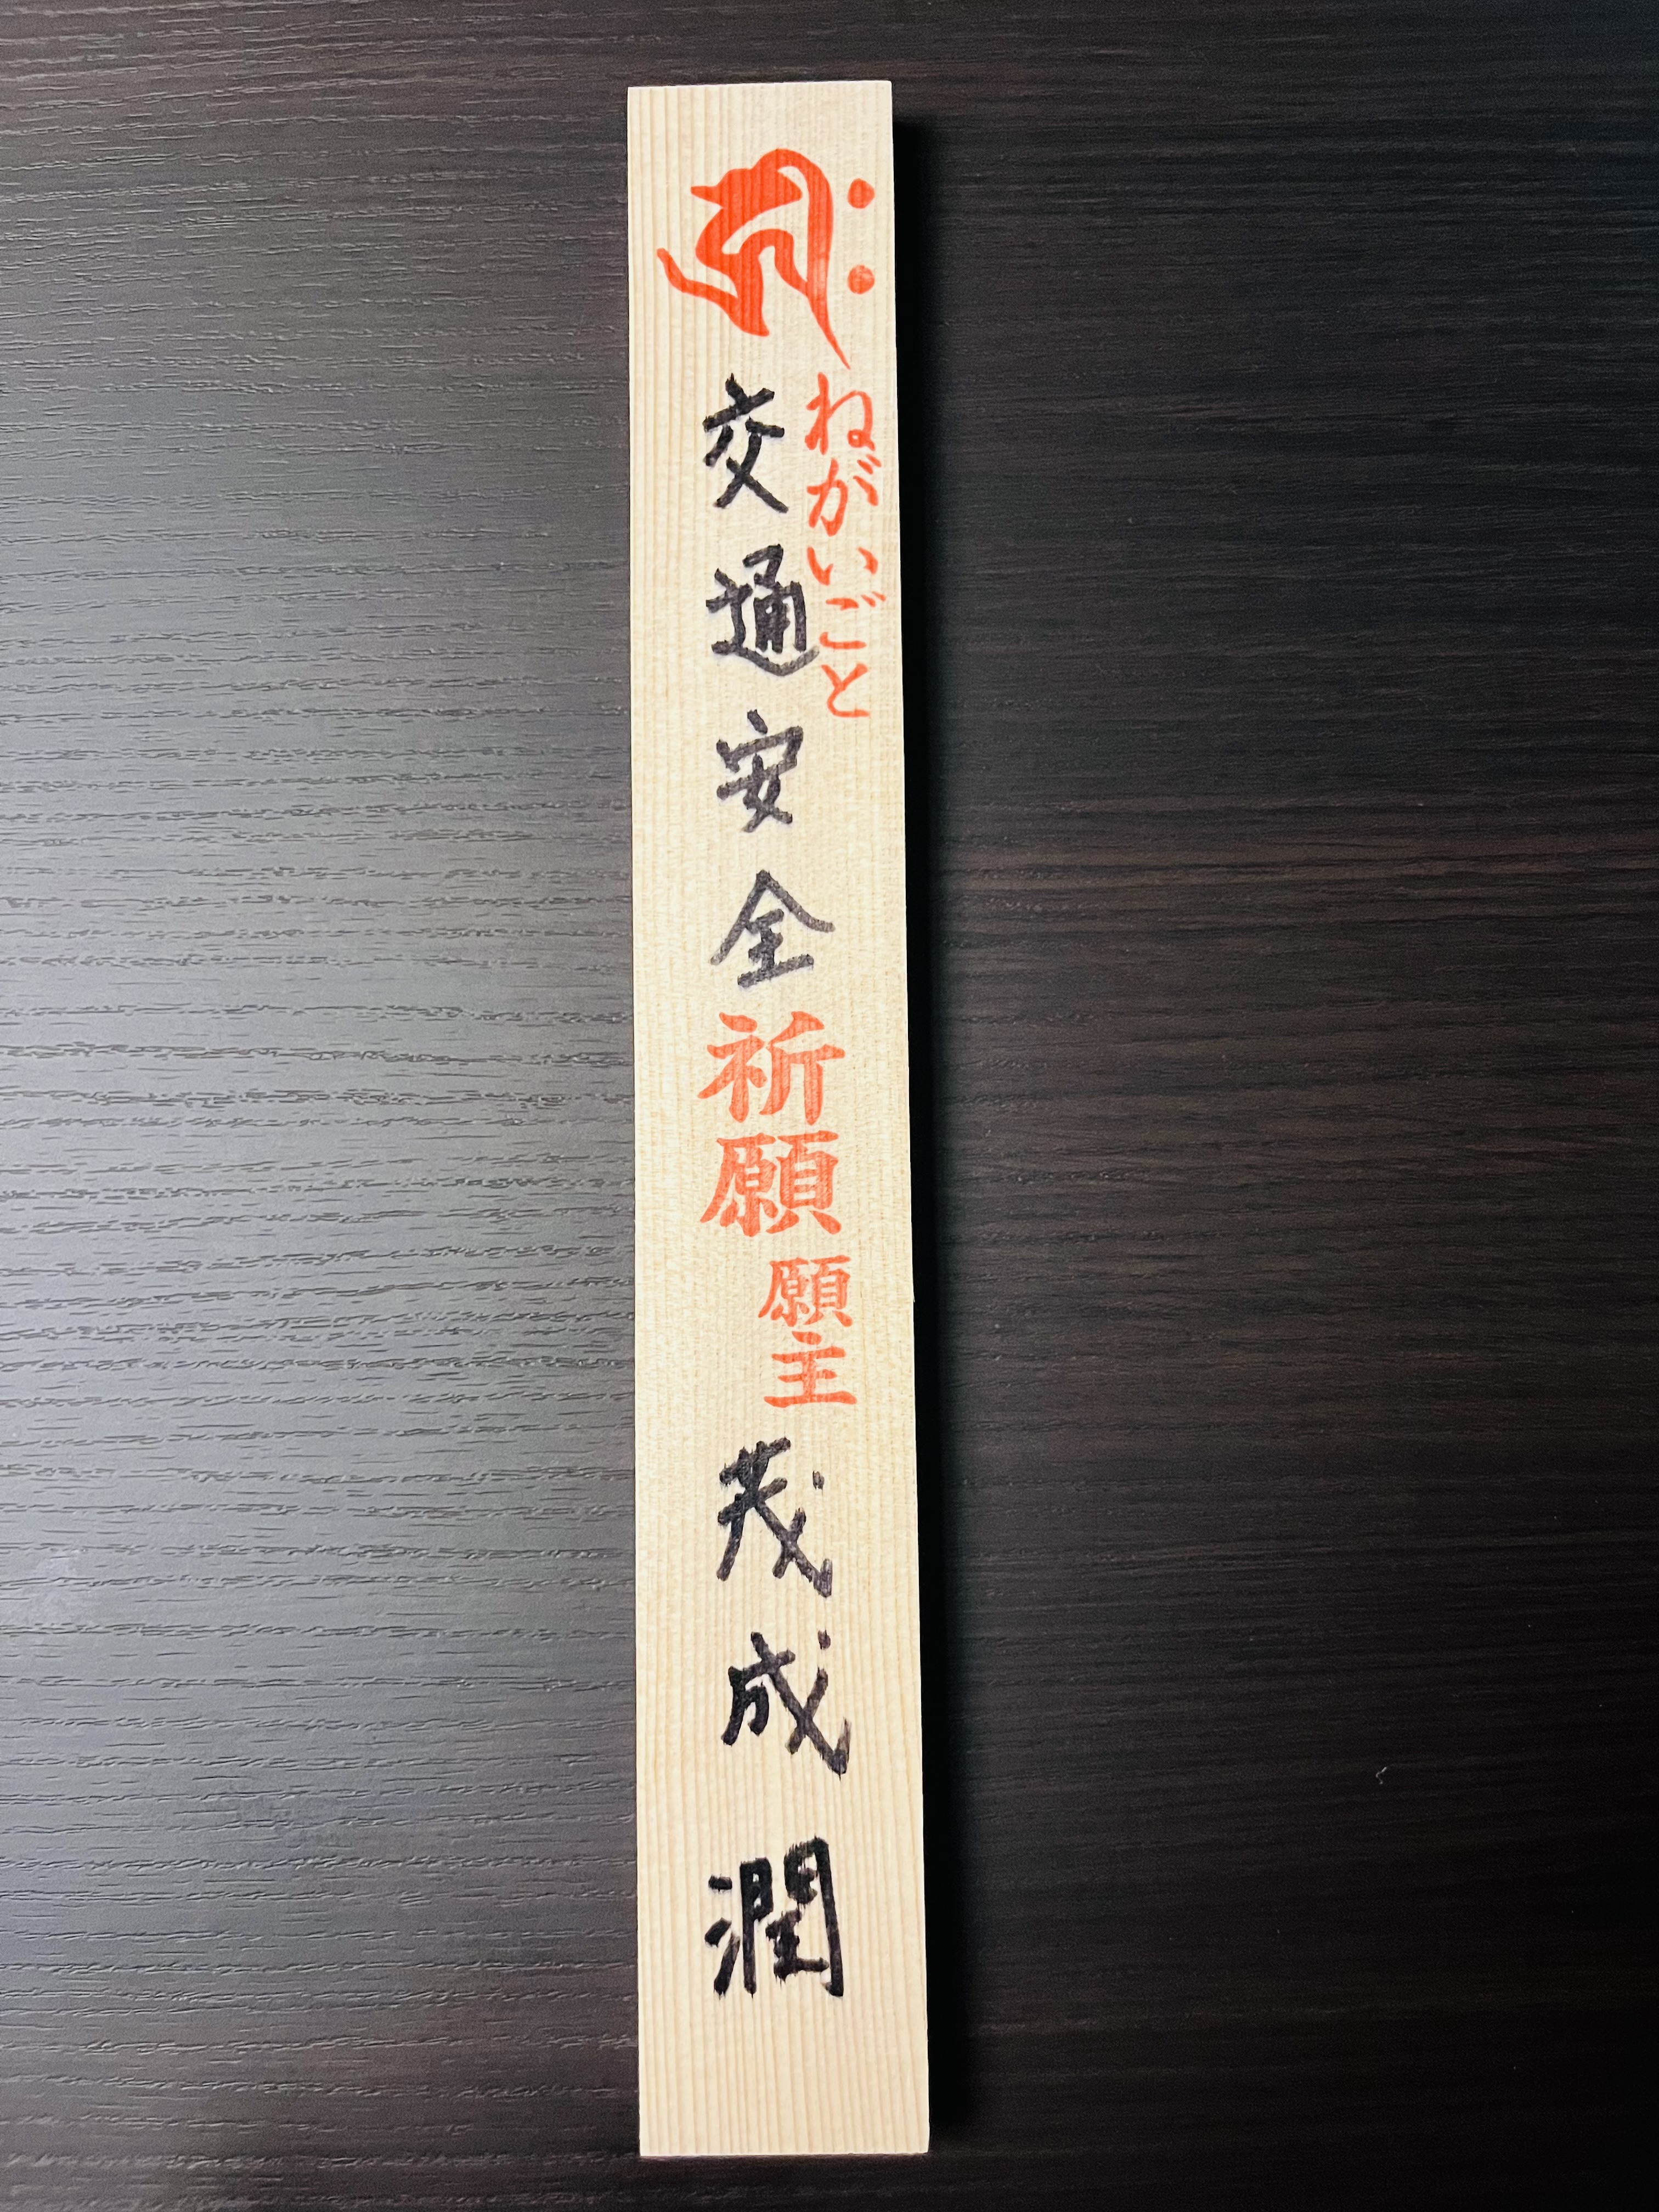 ねがいごと
交通安全祈願
願主
茂成潤